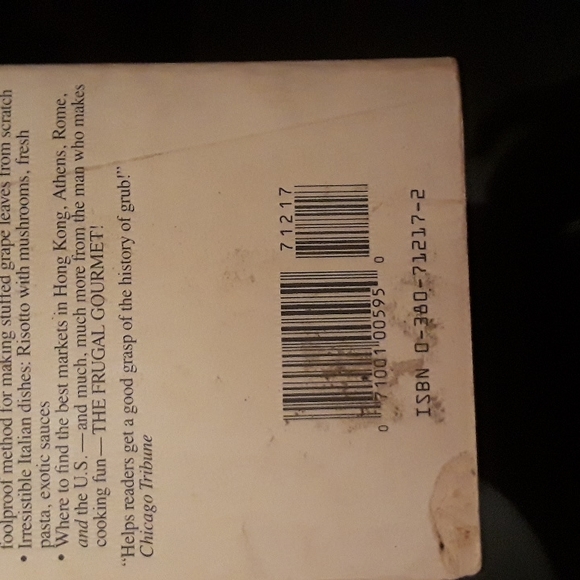 foolproof method for making stuffed grape leaves from scratch
• Irresistible Italian dishes: Risotto with mushrooms, fresh
pasta, exotic sauces
• Where to find the best markets in Hong Kong, Athens, Rome,
and the U.S.—and much, much more from the man who makes
cooking fun—THE FRUGAL GOURMET!
“Helps readers get a good grasp of the history of grub!”
Chicago Tribune
71217
0 71001 00595 0
ISBN 0-380-71217-2